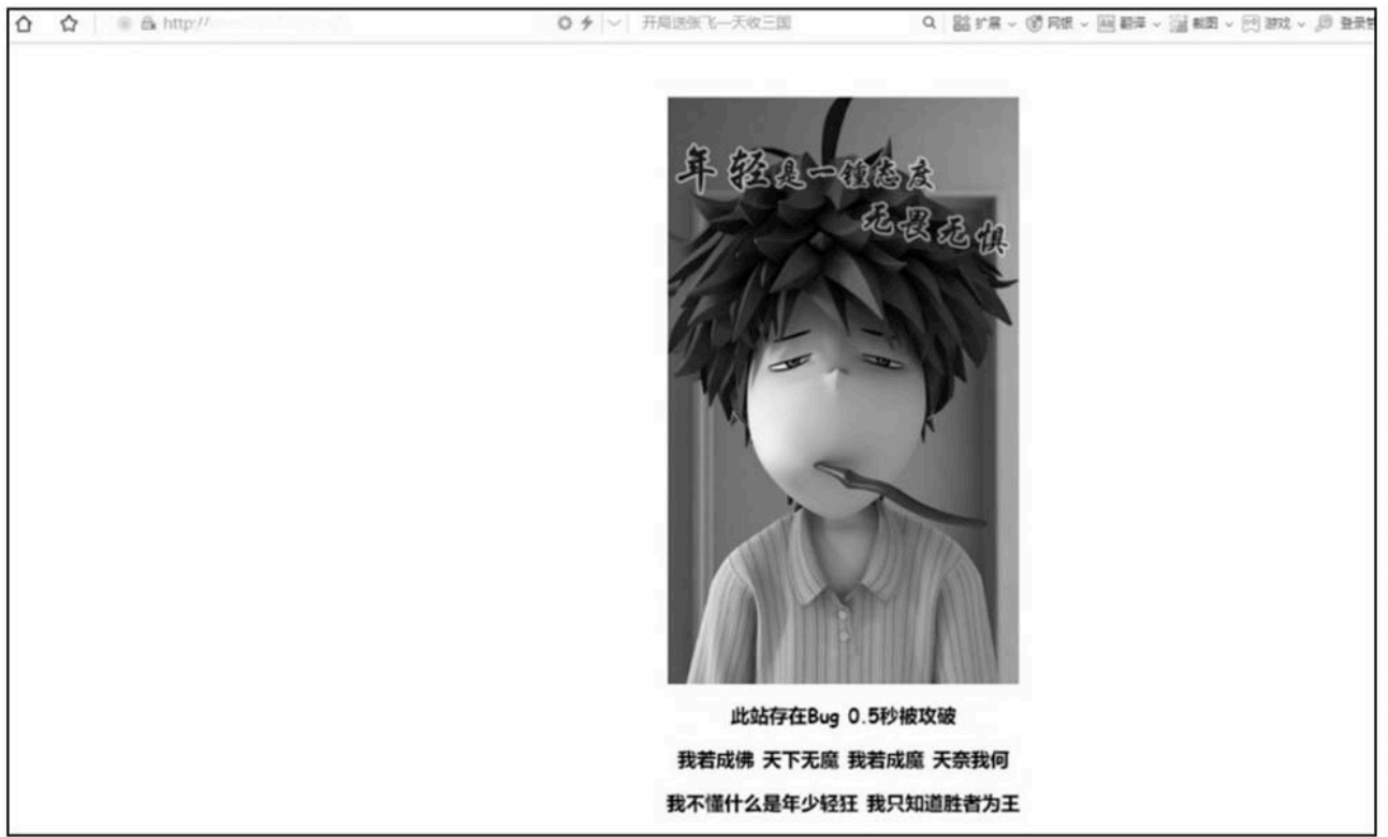 http://
开局送张飞一天收三国
扩展 网银 翻译 截图 游戏 登录
年轻是一锺态度
无畏无惧
此站存在Bug 0.5秒被攻破
我若成佛 天下无魔 我若成魔 天奈我何
我不懂什么是年少轻狂 我只知道胜者为王